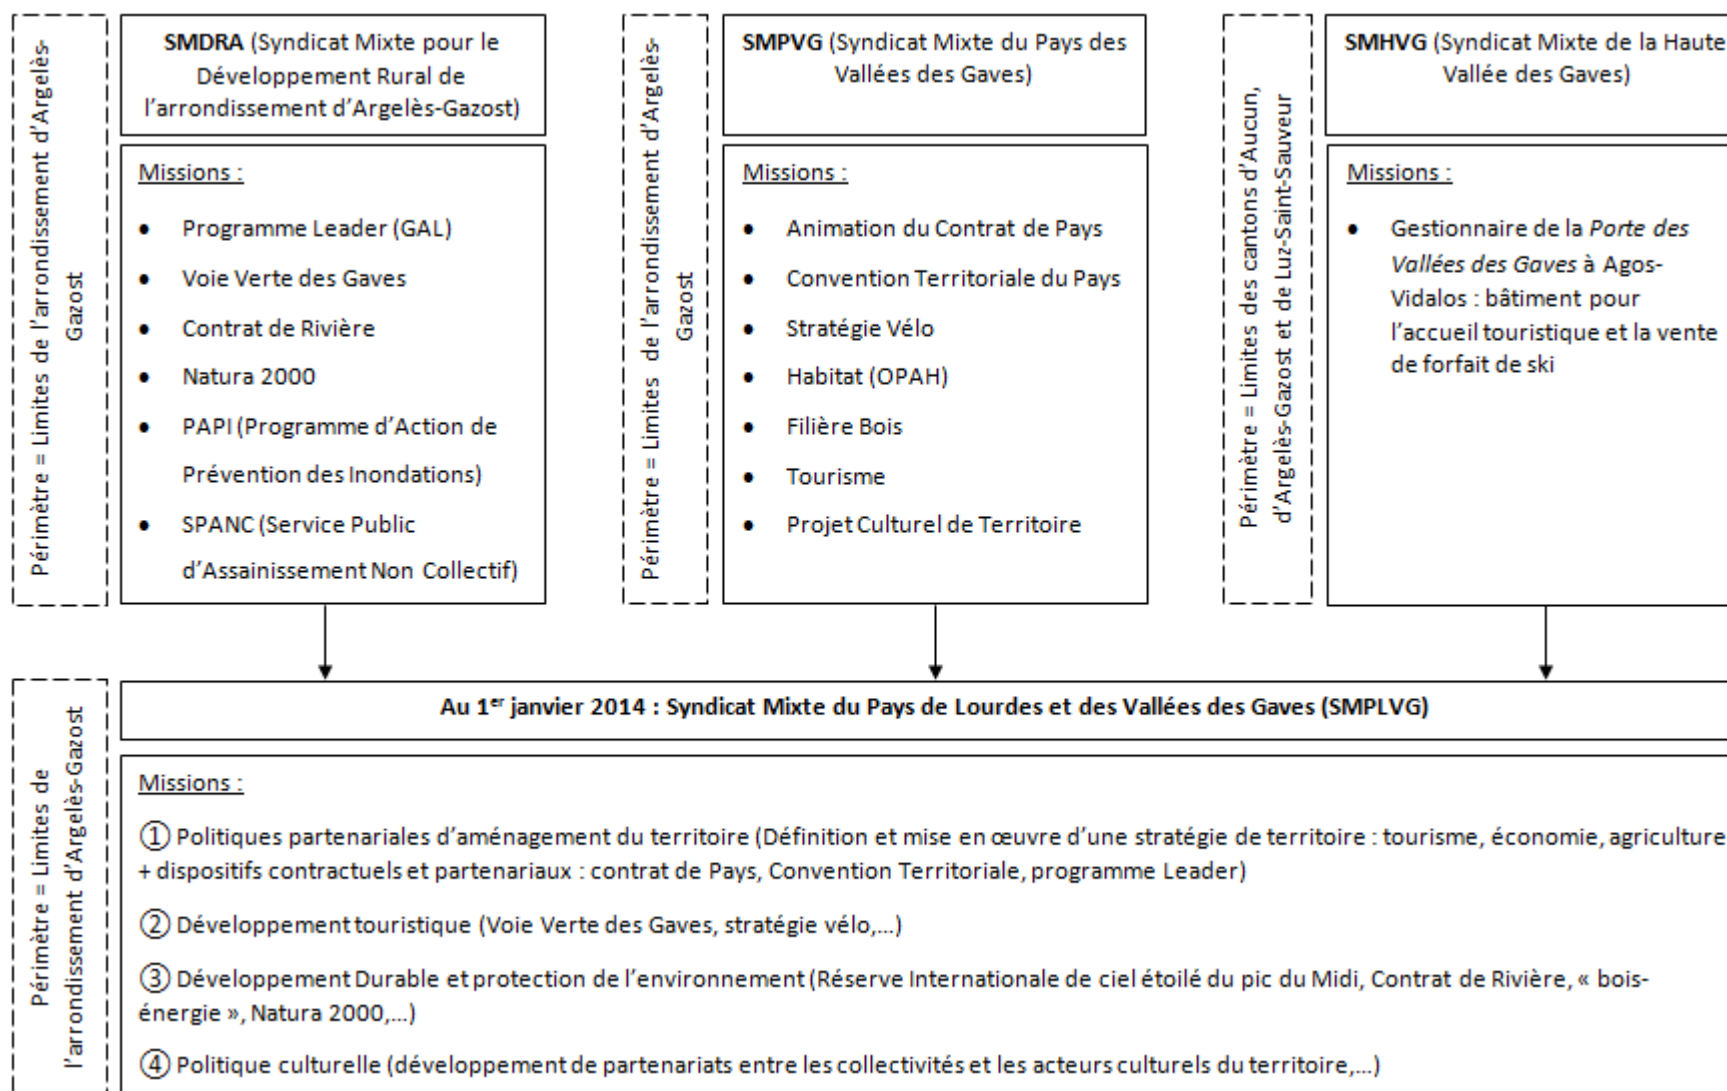 Périmètre = Limites de l'arrondissement d'Argelès-
Gazost
SMDRA (Syndicat Mixte pour le
Développement Rural de
l'arrondissement d'Argelès-Gazost)
Missions :
• Programme Leader (GAL)
• Voie Verte des Gaves
• Contrat de Rivière
• Natura 2000
• PAPI (Programme d'Action de
Prévention des Inondations)
• SPANC (Service Public
d'Assainissement Non Collectif)
Périmètre = Limites de l'arrondissement d'Argelès-
Gazost
SMPVG (Syndicat Mixte du Pays des
Vallées des Gaves)
Missions :
• Animation du Contrat de Pays
• Convention Territoriale du Pays
• Stratégie Vélo
• Habitat (OPAH)
• Filière Bois
• Tourisme
• Projet Culturel de Territoire
Périmètre = Limites des cantons d'Aucun,
d'Argelès-Gazost et de Luz-Saint-Sauveur
SMHVG (Syndicat Mixte de la Haute
Vallée des Gaves)
Missions :
• Gestionnaire de la Porte des
Vallées des Gaves à Agos-
Vidalos : bâtiment pour
l'accueil touristique et la vente
de forfait de ski
Périmètre = Limites de
l'arrondissement d'Argelès-Gazost
Au 1er janvier 2014 : Syndicat Mixte du Pays de Lourdes et des Vallées des Gaves (SMPLVG)
Missions :
① Politiques partenariales d'aménagement du territoire (Définition et mise en œuvre d'une stratégie de territoire : tourisme, économie, agriculture
+ dispositifs contractuels et partenariaux : contrat de Pays, Convention Territoriale, programme Leader)
② Développement touristique (Voie Verte des Gaves, stratégie vélo,...)
③ Développement Durable et protection de l'environnement (Réserve Internationale de ciel étoilé du pic du Midi, Contrat de Rivière, « bois-
énergie », Natura 2000,...)
④ Politique culturelle (développement de partenariats entre les collectivités et les acteurs culturels du territoire,...)